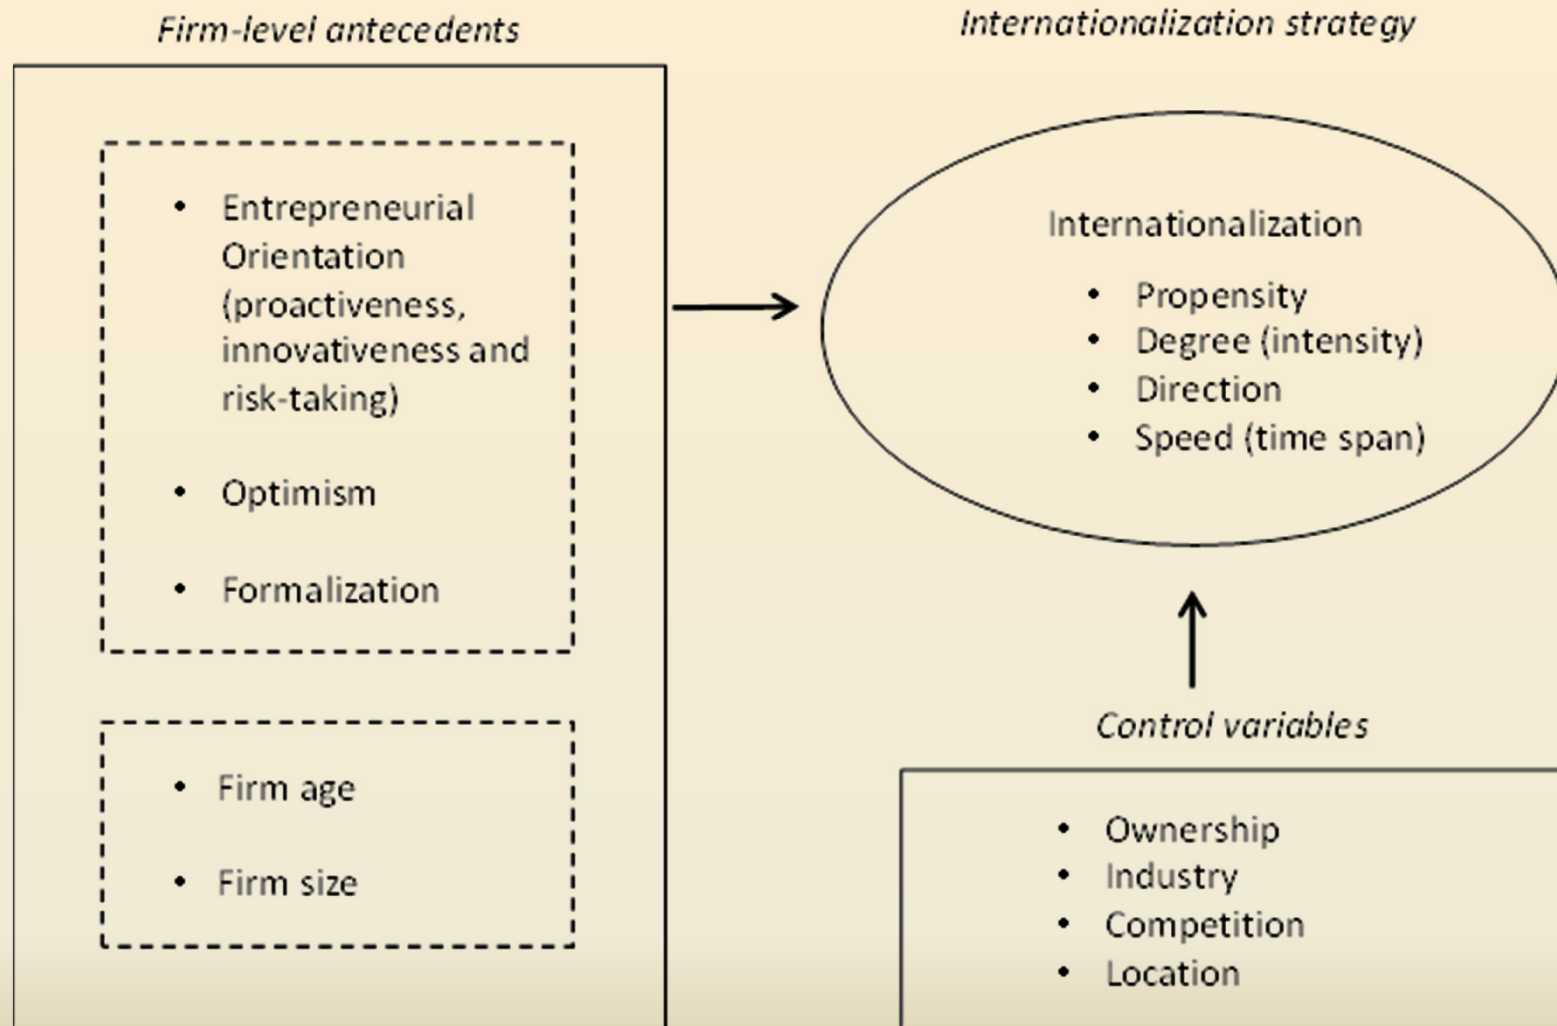 Firm-level antecedents
• Entrepreneurial
Orientation
(proactiveness,
innovativeness and
risk-taking)
• Optimism
• Formalization
• Firm age
• Firm size
Internationalization strategy
Internationalization
• Propensity
• Degree (intensity)
• Direction
• Speed (time span)
Control variables
• Ownership
• Industry
• Competition
• Location